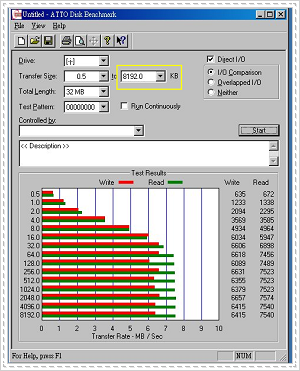 Untitled - ATTO Disk Benchmark
File View Help
Drive: [-j-] Direct I/O
Transfer Size: 0.5 to 8192.0 KB I/O Comparison
Total Length: 32 MB Overlapped I/O
Neither
Test Pattern: 00000000 Run Continuously
Controlled by:
Start
<< Description >>
Test Results
Write Read Write Read
0.5 635 672
1.0 1233 1338
2.0 2094 2295
4.0 3569 3585
8.0 4934 4964
16.0 6034 5947
32.0 6606 6898
64.0 6618 7456
128.0 6089 7489
256.0 6631 7523
512.0 6355 7523
1024.0 6379 7523
2048.0 6657 7574
4096.0 6415 7540
8192.0 6415 7540
0 1 2 3 4 5 6 7 8 9 10
Transfer Rate - MB / Sec
For Help, press F1 NUM